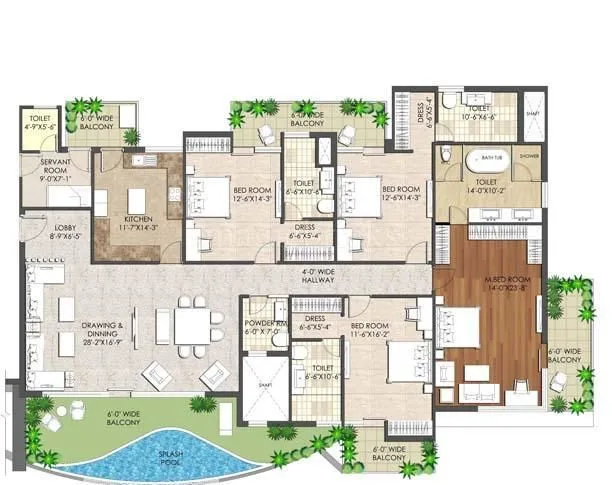 TOILET
4'-9"X5'-6"
6'-0" WIDE
BALCONY
6'-0" WIDE
BALCONY
DRESS
6'-6"X5'-4"
TOILET
10'-6"X6'-6"
SHAFT
SERVANT
ROOM
9'-0"X7'-1"
KITCHEN
11'-7"X14'-3"
BED ROOM
12'-6"X14'-3"
TOILET
6'-6"X10'-6"
BED ROOM
12'-6"X14'-3"
BATH TUB
SHOWER
TOILET
14'-0"X10'-2"
LOBBY
8'-9"X6'-5"
DRESS
6'-6"X5'-4"
4'-0" WIDE
HALLWAY
M.BED ROOM
14'-0"X23'-8"
DRAWING &
DINNING
28'-2"X16'-9"
POWDER RM.
6'-0" X 7'-0"
DRESS
6'-6"X5'-4"
BED ROOM
11'-6"X16'-2"
6'-0" WIDE
BALCONY
SHAFT
TOILET
6'-6"X10'-6"
6'-0" WIDE
BALCONY
SPLASH
POOL
6'-0" WIDE
BALCONY